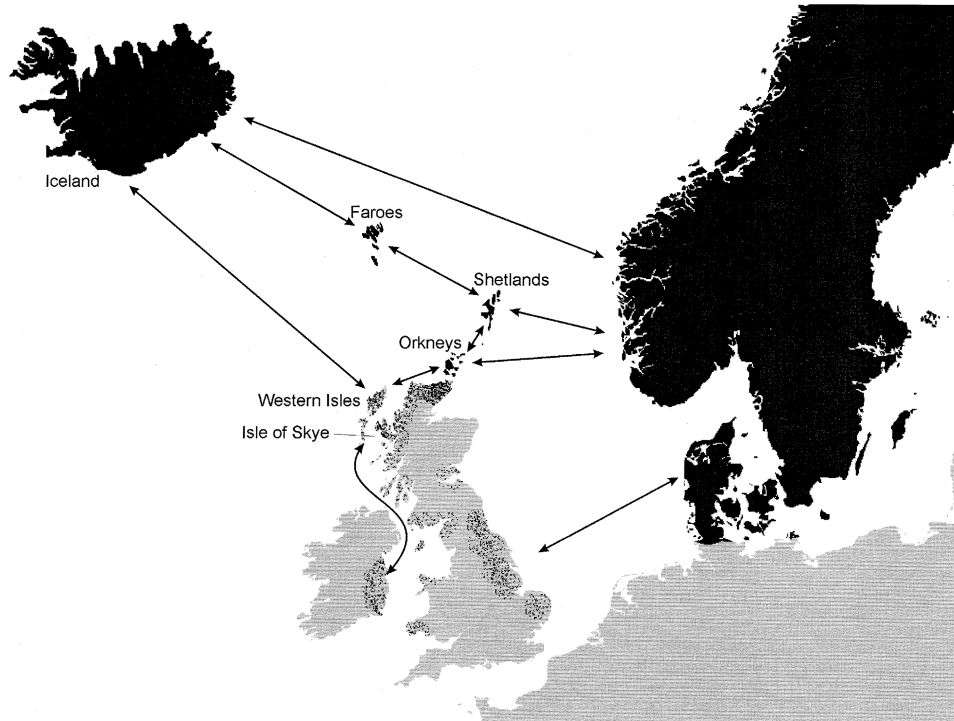 Iceland
Faroes
Shetlands
Orkneys
Western Isles
Isle of Skye